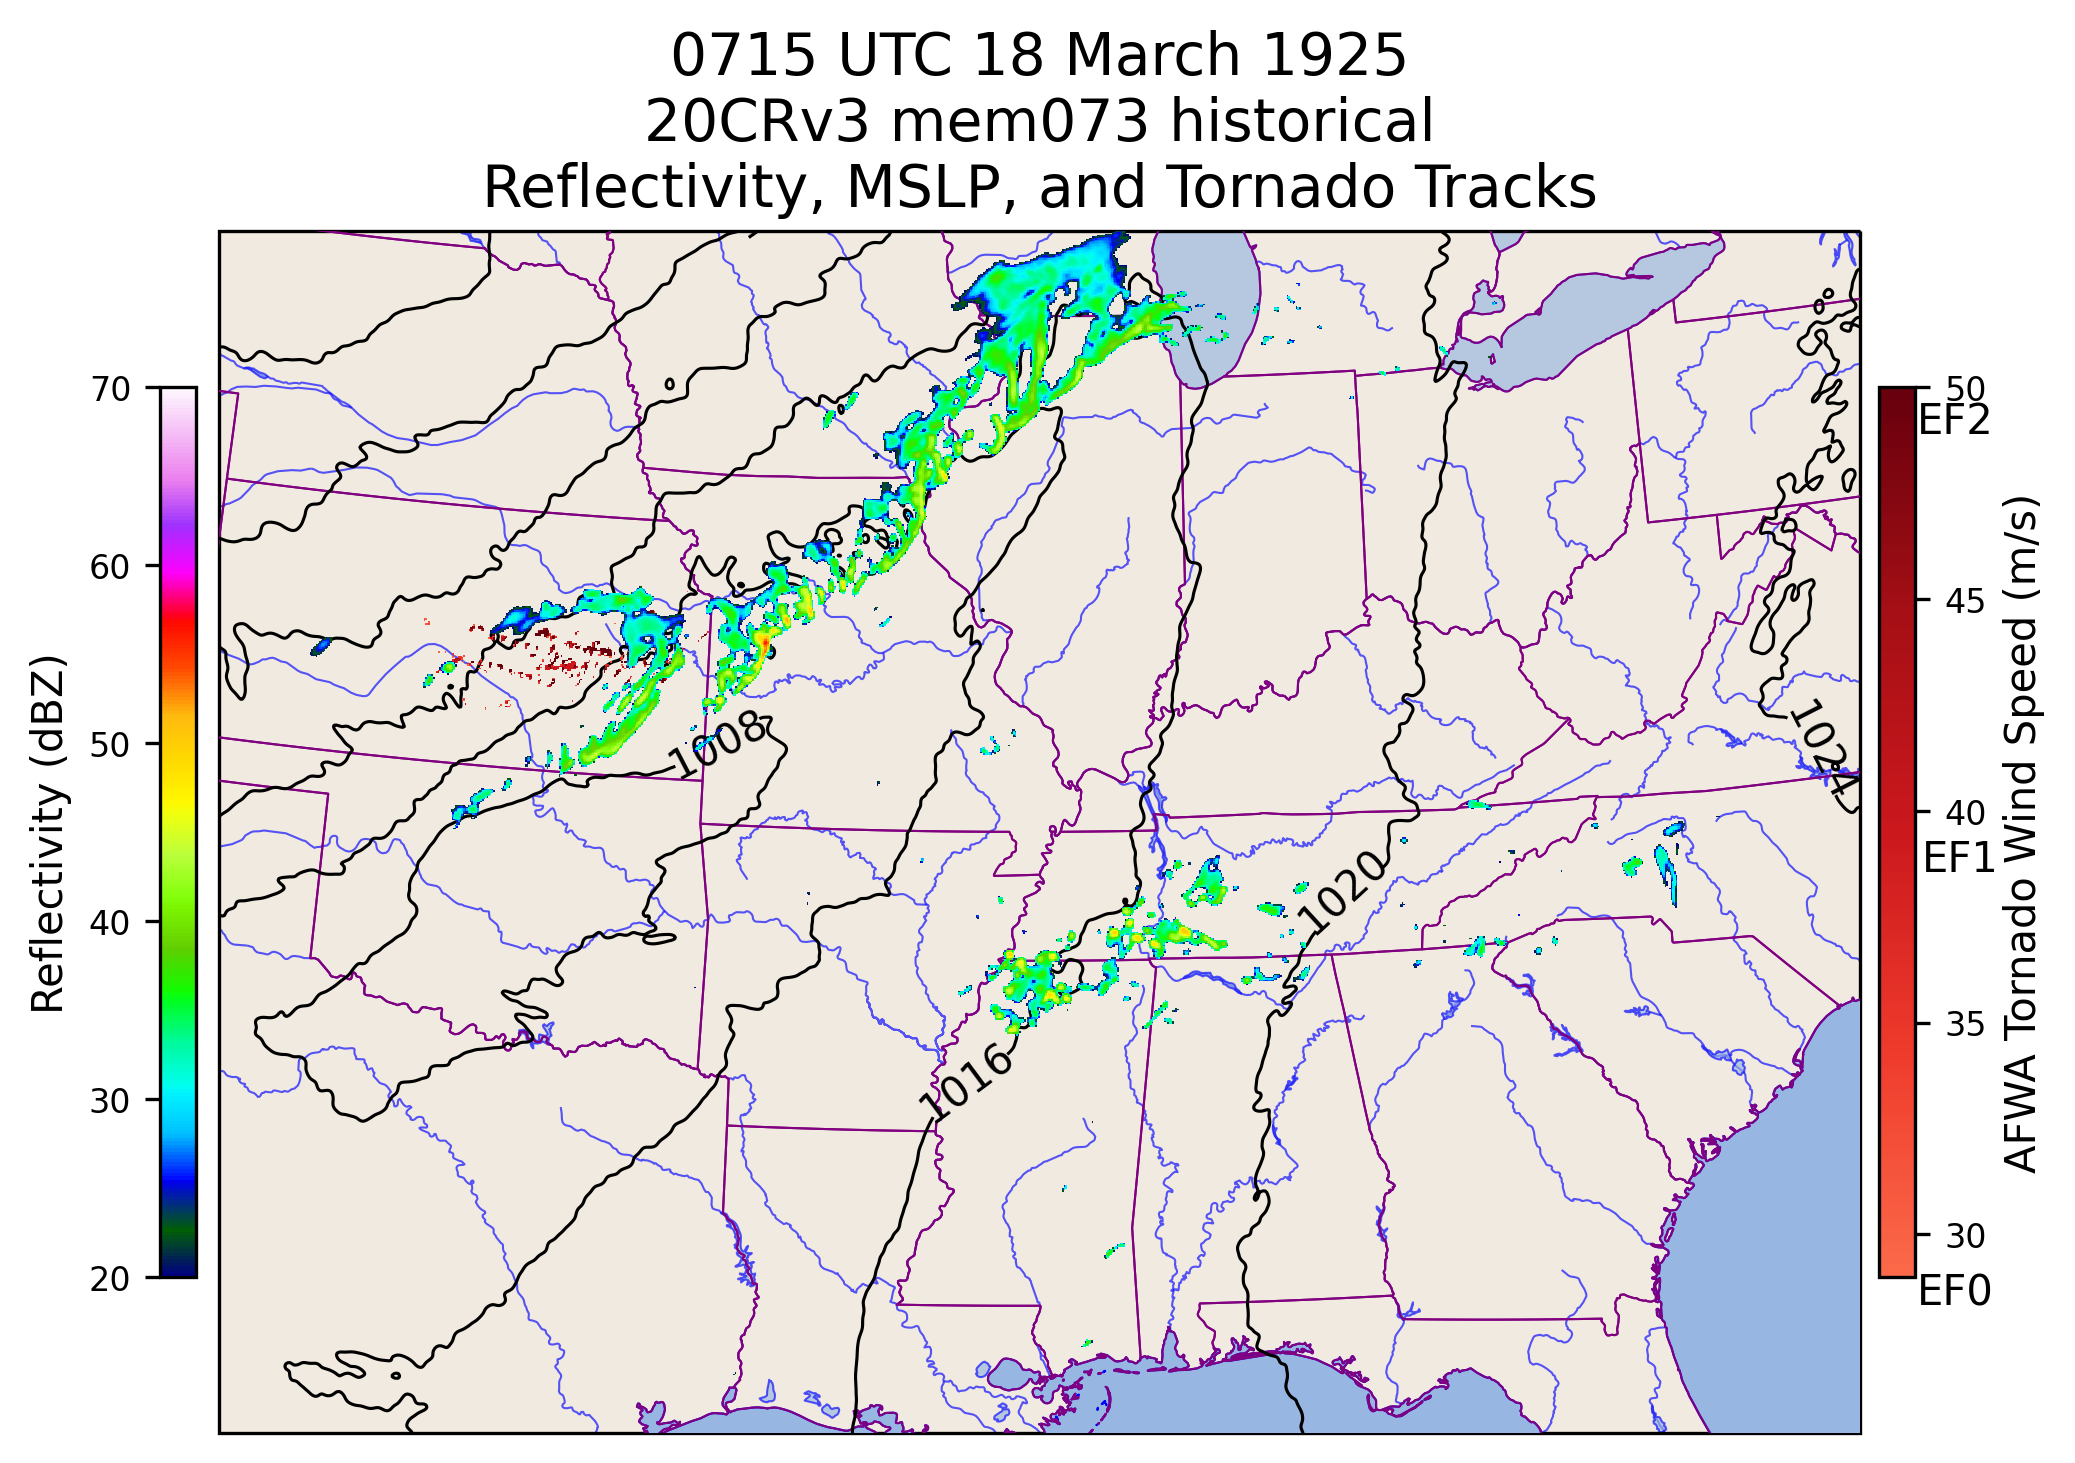 0715 UTC 18 March 1925
20CRv3 mem073 historical
Reflectivity, MSLP, and Tornado Tracks
Reflectivity (dBZ)
70
60
50
40
30
20
1008
1016
1020
1024
50
EF2
45
40
EF1
35
30
EF0
AFWA Tornado Wind Speed (m/s)